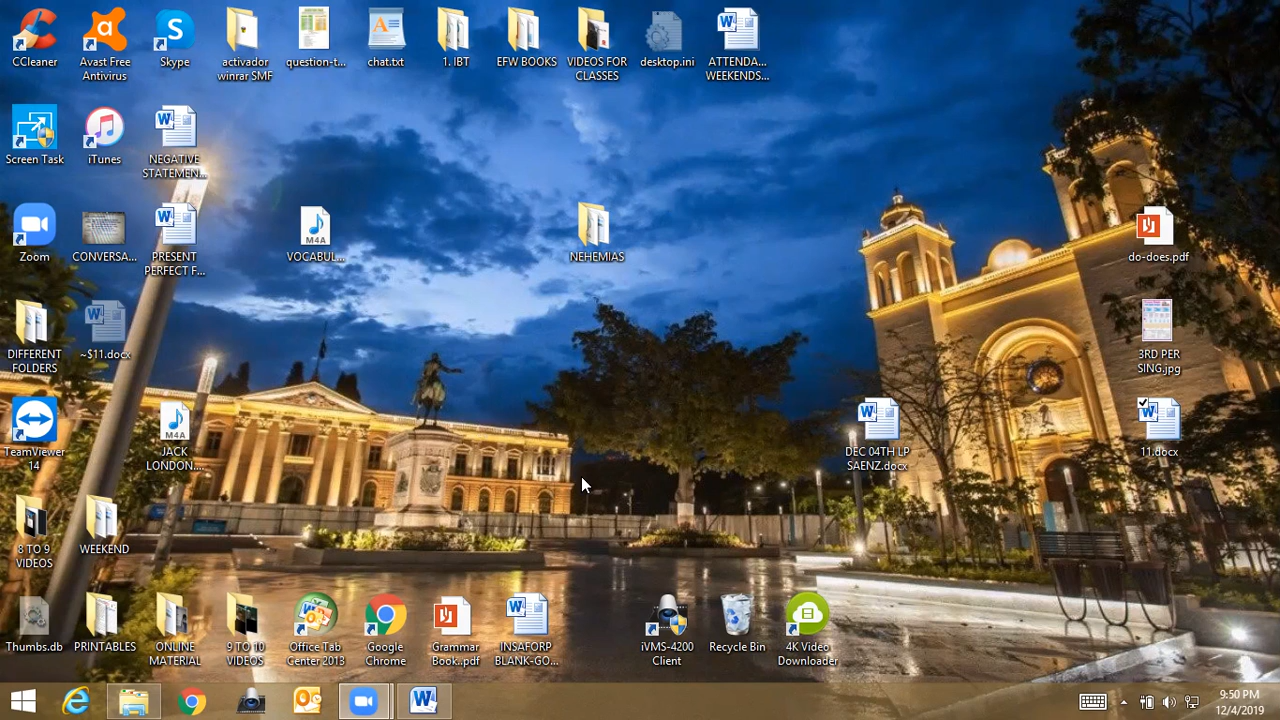 CCleaner
Avast Free
Antivirus
Skype
activador
winrar SMF
question-t...
chat.txt
1. IBT
EFW BOOKS
VIDEOS FOR
CLASSES
desktop.ini
ATTENDA...
WEEKENDS...
Screen Task
iTunes
NEGATIVE
STATEMEN...
Zoom
CONVERSA...
PRESENT
PERFECT F...
M4A
VOCABUL...
NEHEMIAS
do-does.pdf
DIFFERENT
FOLDERS
~$11.docx
3RD PER
SING.jpg
TeamViewer
14
M4A
JACK
LONDON....
DEC 04TH LP
SAENZ.docx
11.docx
8 TO 9
VIDEOS
WEEKEND
Thumbs.db
PRINTABLES
ONLINE
MATERIAL
9 TO 10
VIDEOS
Office Tab
Center 2013
Google
Chrome
Grammar
Book..pdf
INSAFORP
BLANK-GO...
iVMS-4200
Client
Recycle Bin
4K Video
Downloader
9:50 PM
12/4/2019